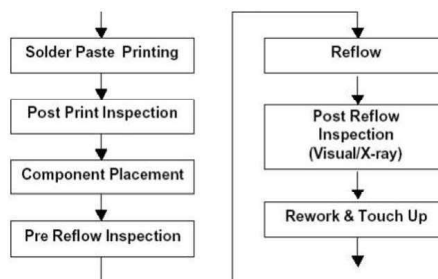 Solder Paste Printing
Post Print Inspection
Component Placement
Pre Reflow Inspection
Reflow
Post Reflow
Inspection
(Visual/X-ray)
Rework & Touch Up